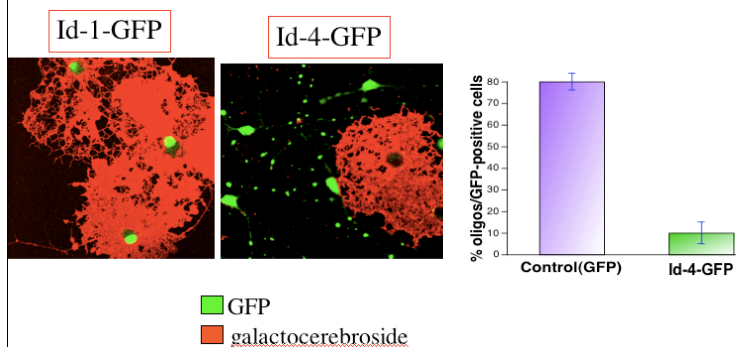 Id-1-GFP
Id-4-GFP
% oligos/GFP-positive cells
80
70
60
50
40
30
20
10
0
Control(GFP)
Id-4-GFP
GFP
galactocerebroside